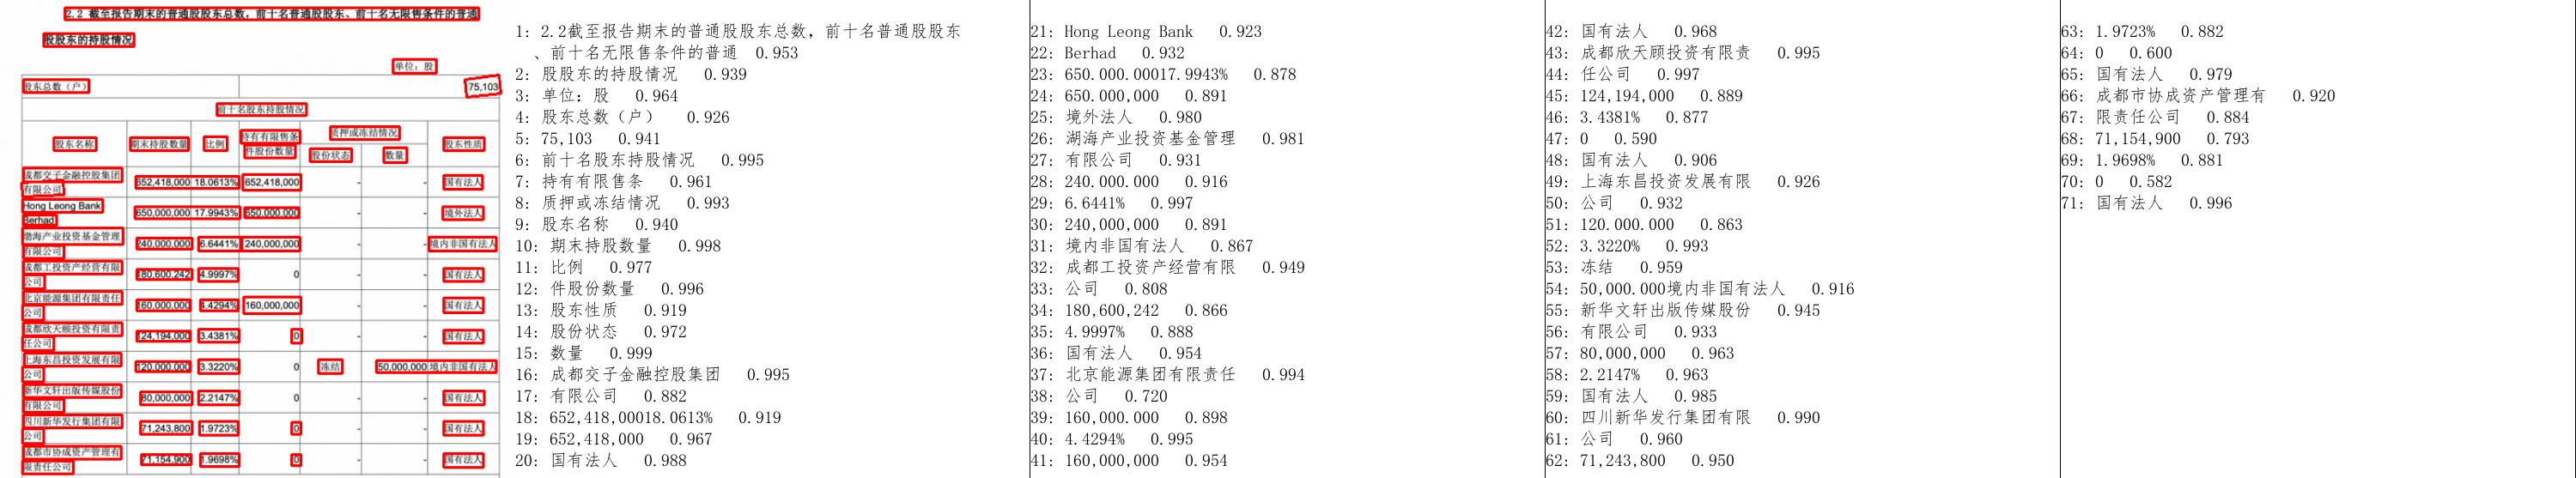 2.2 截至报告期末的普通股股东总数，前十名普通股股东、前十名无限售条件的普通
股股东的持股情况
单位：股
股东总数（户） 75,103
前十名股东持股情况
股东名称 期末持股数量 比例 持有有限售条件股份数量 质押或冻结情况 股东性质
股份状态 数量
成都交子金融控股集团
有限公司 652,418,000 18.0613% 652,418,000 - - 国有法人
Hong Leong Bank
Berhad 650,000,000 17.9943% 650,000,000 - - 境外法人
渤海产业投资基金管理
有限公司 240,000,000 6.6441% 240,000,000 - - 境内非国有法人
成都工投资产经营有限
公司 180,600,242 4.9997% 0 - - 国有法人
北京能源集团有限责任
公司 160,000,000 4.4294% 160,000,000 - - 国有法人
成都欣天颐投资有限责
任公司 124,194,000 3.4381% 0 - - 国有法人
上海东昌投资发展有限
公司 120,000,000 3.3220% 0 冻结 50,000,000 境内非国有法人
新华文轩出版传媒股份
有限公司 80,000,000 2.2147% 0 - - 国有法人
四川新华发行集团有限
公司 71,243,800 1.9723% 0 - - 国有法人
成都市协成资产管理有
限责任公司 71,154,900 1.9698% 0 - - 国有法人
1: 2.2截至报告期末的普通股股东总数，前十名普通股股东
、前十名无限售条件的普通 0.953
2: 股股东的持股情况 0.939
3: 单位：股 0.964
4: 股东总数（户） 0.926
5: 75,103 0.941
6: 前十名股东持股情况 0.995
7: 持有有限售条 0.961
8: 质押或冻结情况 0.993
9: 股东名称 0.940
10: 期末持股数量 0.998
11: 比例 0.977
12: 件股份数量 0.996
13: 股东性质 0.919
14: 股份状态 0.972
15: 数量 0.999
16: 成都交子金融控股集团 0.995
17: 有限公司 0.882
18: 652,418,00018.0613% 0.919
19: 652,418,000 0.967
20: 国有法人 0.988
21: Hong Leong Bank 0.923
22: Berhad 0.932
23: 650.000.00017.9943% 0.878
24: 650.000,000 0.891
25: 境外法人 0.980
26: 湖海产业投资基金管理 0.981
27: 有限公司 0.931
28: 240.000.000 0.916
29: 6.6441% 0.997
30: 240,000,000 0.891
31: 境内非国有法人 0.867
32: 成都工投资产经营有限 0.949
33: 公司 0.808
34: 180,600,242 0.866
35: 4.9997% 0.888
36: 国有法人 0.954
37: 北京能源集团有限责任 0.994
38: 公司 0.720
39: 160,000.000 0.898
40: 4.4294% 0.995
41: 160,000,000 0.954
42: 国有法人 0.968
43: 成都欣天顾投资有限责 0.995
44: 任公司 0.997
45: 124,194,000 0.889
46: 3.4381% 0.877
47: 0 0.590
48: 国有法人 0.906
49: 上海东昌投资发展有限 0.926
50: 公司 0.932
51: 120.000.000 0.863
52: 3.3220% 0.993
53: 冻结 0.959
54: 50,000.000境内非国有法人 0.916
55: 新华文轩出版传媒股份 0.945
56: 有限公司 0.933
57: 80,000,000 0.963
58: 2.2147% 0.963
59: 国有法人 0.985
60: 四川新华发行集团有限 0.990
61: 公司 0.960
62: 71,243,800 0.950
63: 1.9723% 0.882
64: 0 0.600
65: 国有法人 0.979
66: 成都市协成资产管理有 0.920
67: 限责任公司 0.884
68: 71,154,900 0.793
69: 1.9698% 0.881
70: 0 0.582
71: 国有法人 0.996